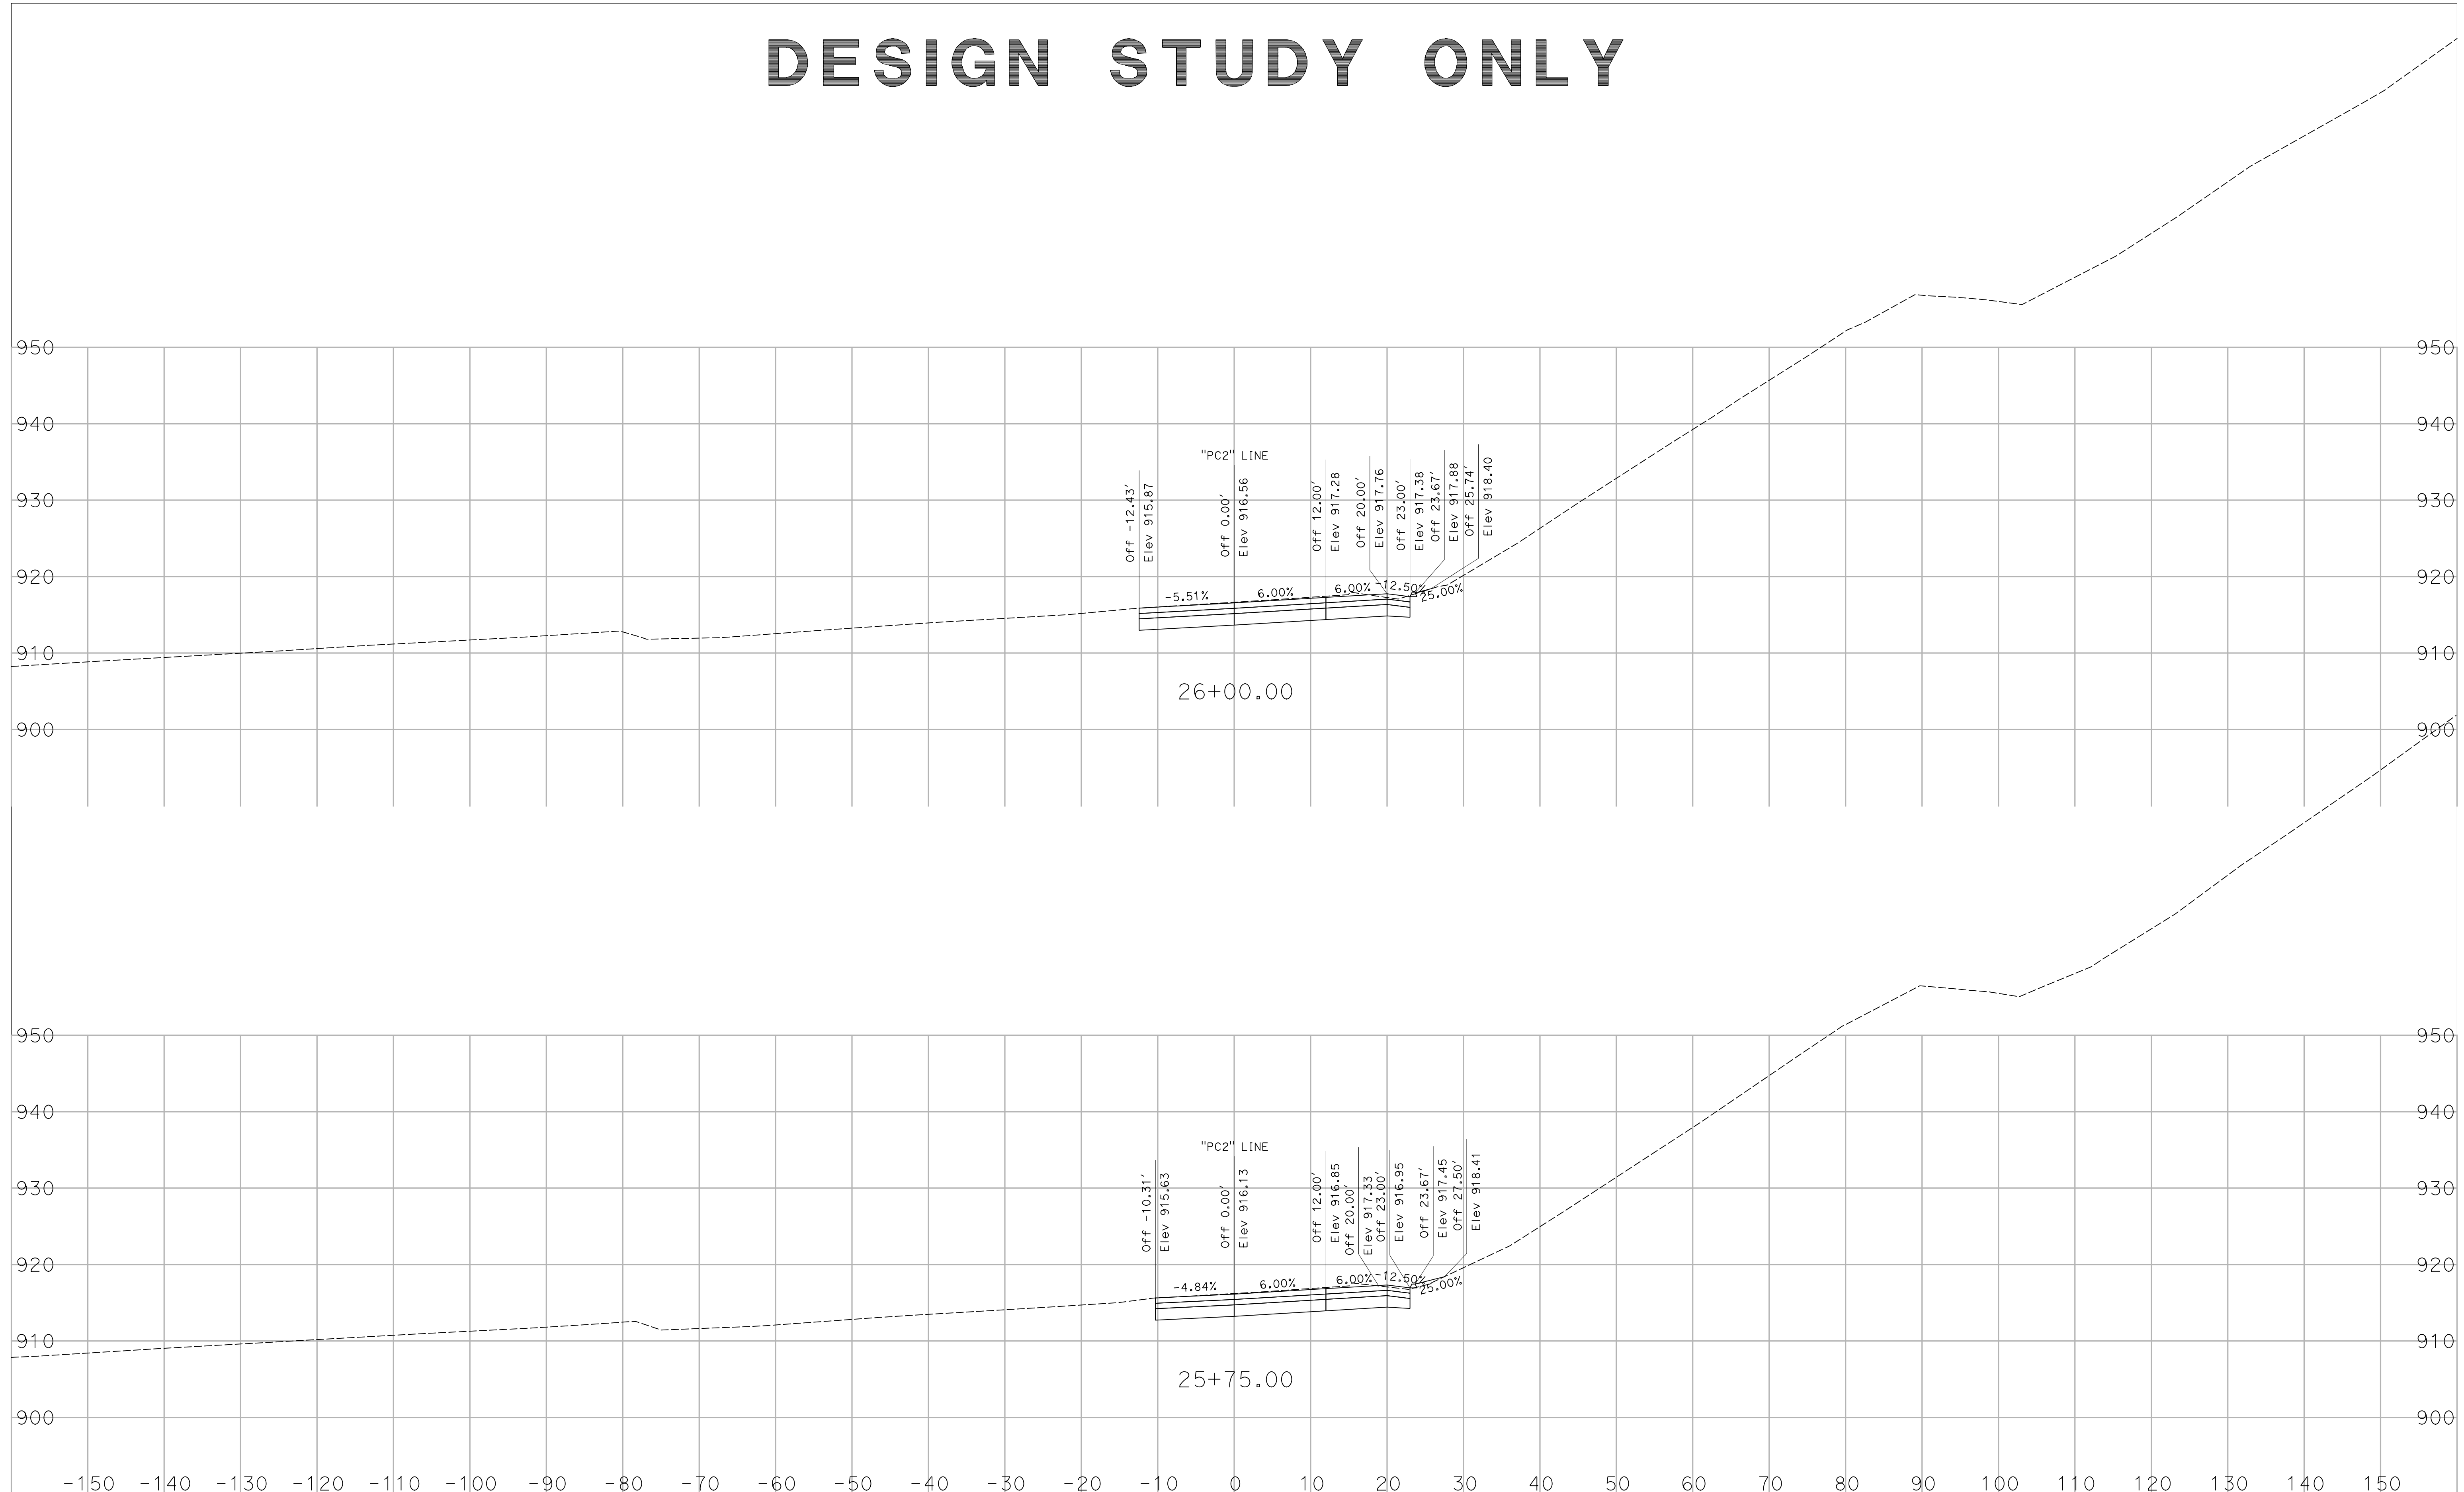 DESIGN STUDY ONLY
950 950
940 940
"PC2" LINE
Off -12.43'
Elev 915.87
Off 0.00'
Elev 916.56
Off 12.00'
Elev 917.28
Off 20.00'
Elev 917.76
Off 23.00'
Elev 917.38
Off 23.67'
Elev 917.88
Off 25.74'
Elev 918.40
930 930
920 920
-5.51% 6.00% 6.00% -12.50% 25.00%
910 910
26+00.00
900 900
950 950
940 940
"PC2" LINE
Off -10.31'
Elev 915.63
Off 0.00'
Elev 916.13
Off 12.00'
Elev 916.85
Off 20.00'
Elev 917.33
Off 23.00'
Elev 916.95
Off 23.67'
Elev 917.45
Off 27.50'
Elev 918.41
930 930
920 920
-4.84% 6.00% 6.00% -12.50% 25.00%
910 910
25+75.00
900 900
-150 -140 -130 -120 -110 -100 -90 -80 -70 -60 -50 -40 -30 -20 -10 0 10 20 30 40 50 60 70 80 90 100 110 120 130 140 150